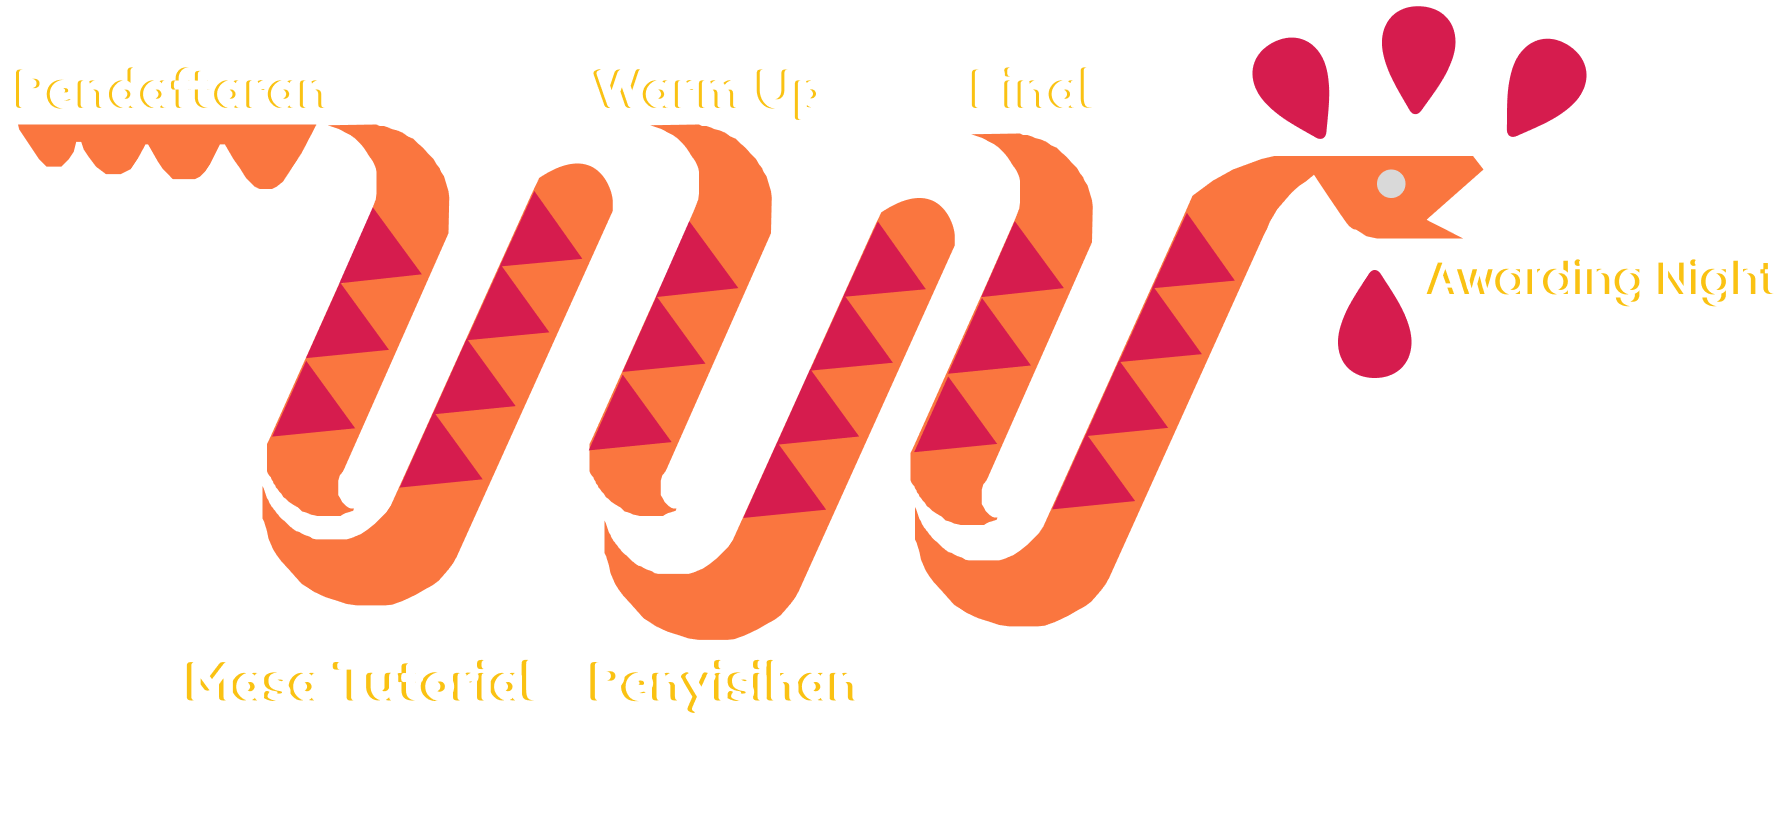 Pendaftaran
Warm Up
Final
Awarding Night
Masa Tutorial
Penyisihan